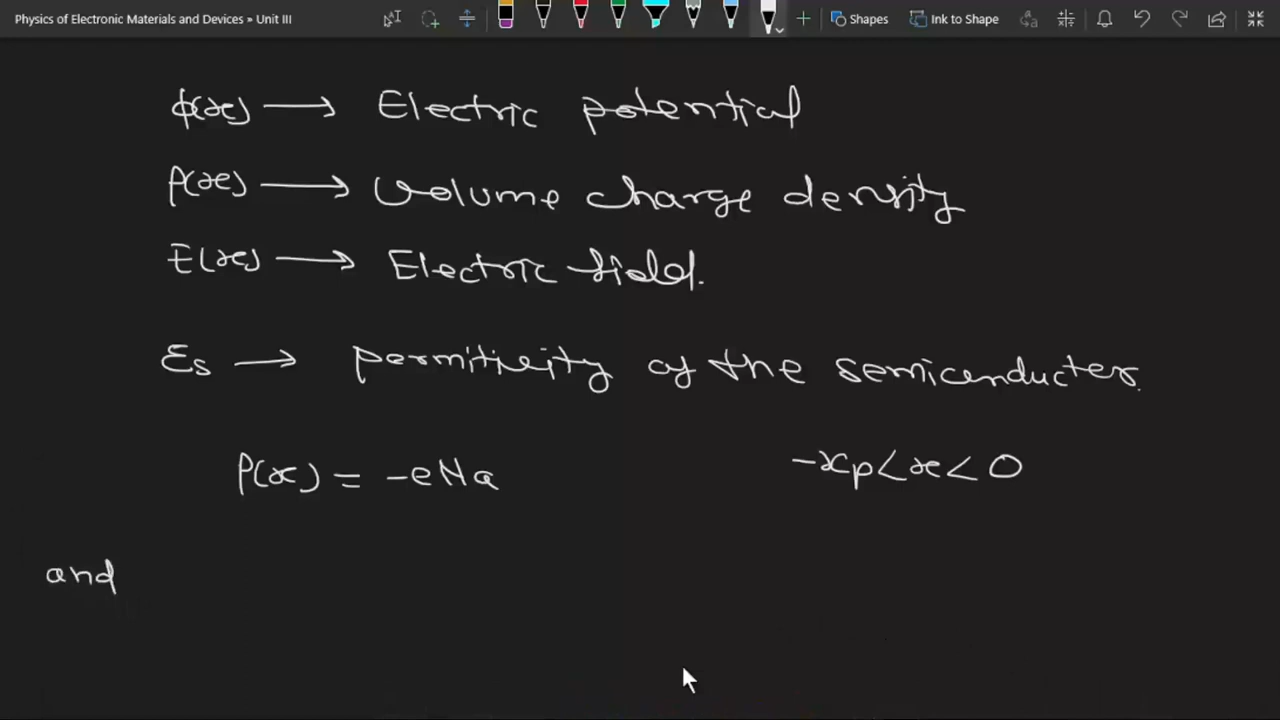 Physics of Electronic Materials and Devices » Unit III
Shapes
Ink to Shape
ϕ(x) → Electric potential
ρ(x) → Volume charge density
E(x) → Electric field.
Es → permitivity of the semiconductor.
ρ(x) = -eNa -xp<x<0
and